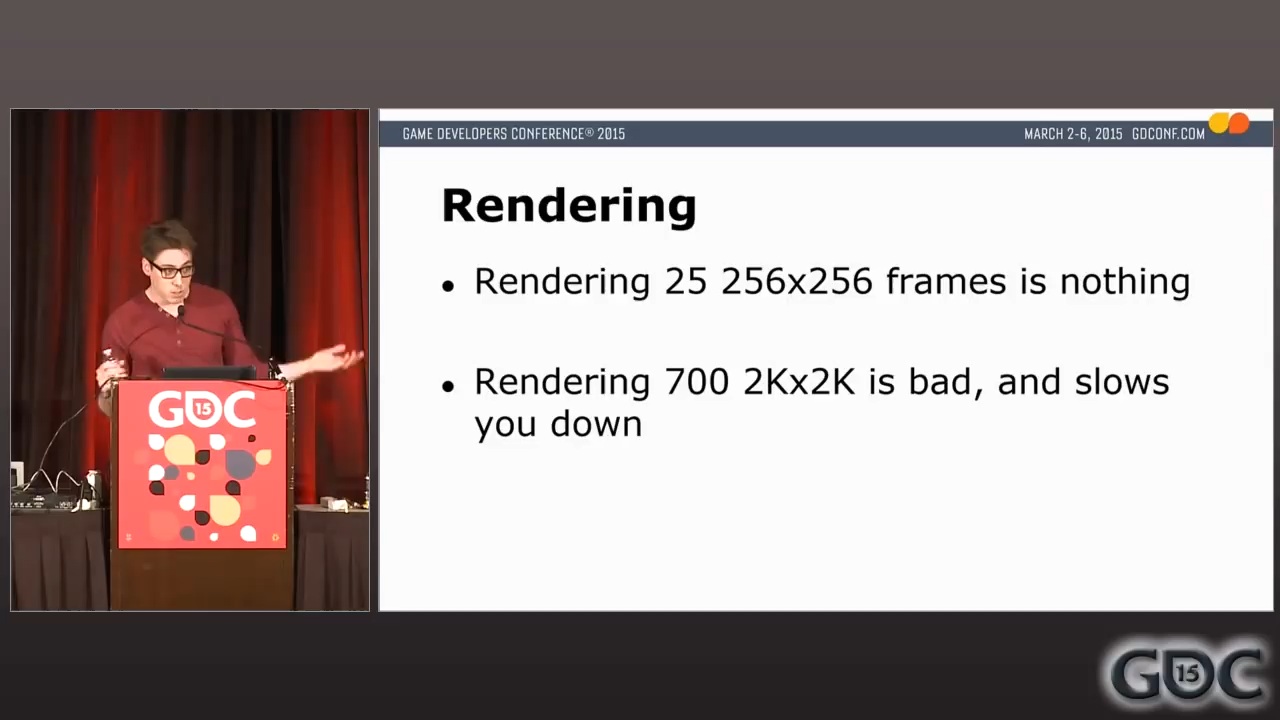 GAME DEVELOPERS CONFERENCE® 2015
MARCH 2-6, 2015 GDCONF.COM
Rendering
• Rendering 25 256x256 frames is nothing
• Rendering 700 2Kx2K is bad, and slows
you down
GDC
15
GDC
15